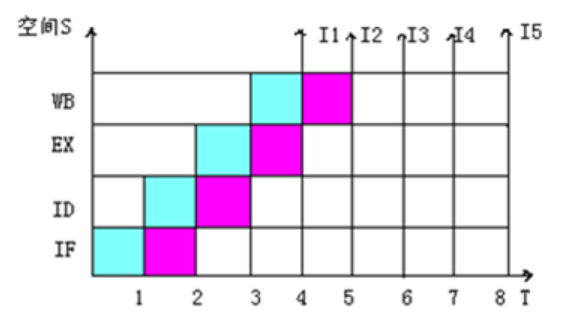 空间S
I1 I2 I3 I4 I5
WB
EX
ID
IF
1 2 3 4 5 6 7 8 T